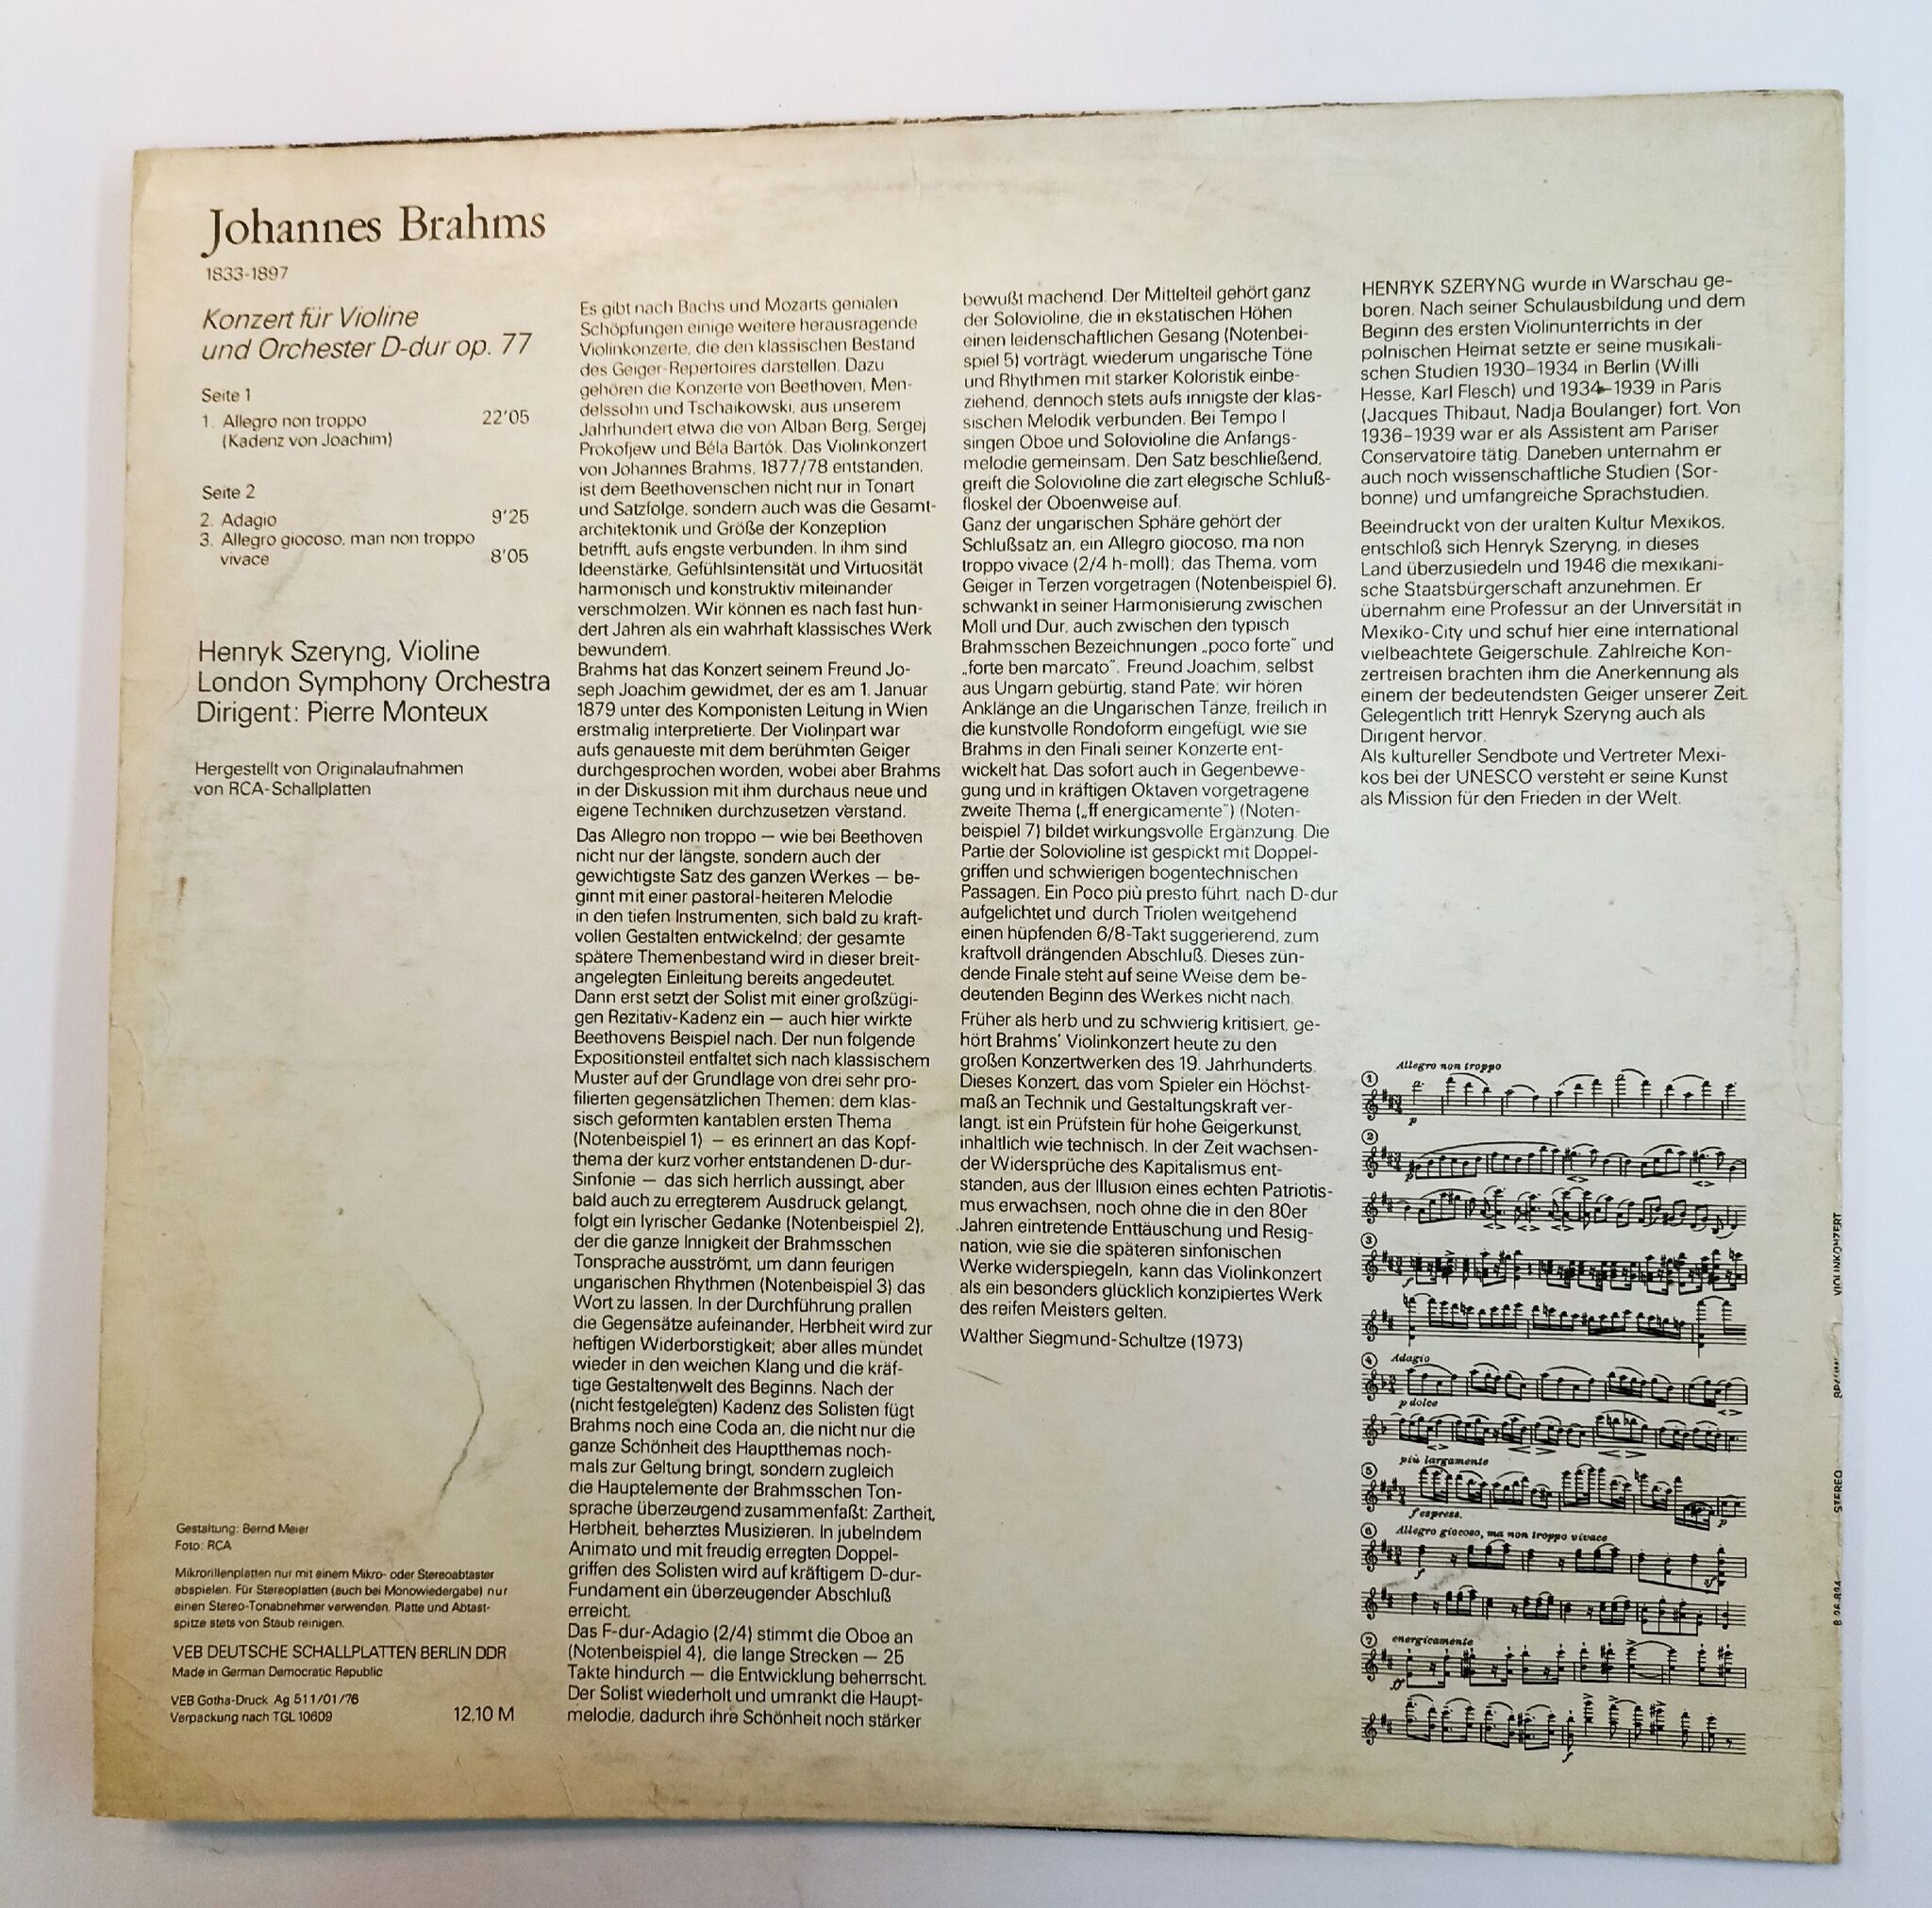 Johannes Brahms
1833-1897
Konzert für Violine
und Orchester D-dur op. 77
Seite 1
1. Allegro non troppo 22'05
(Kadenz von Joachim)
Seite 2
2. Adagio 9'25
3. Allegro giocoso, man non troppo
vivace 8'05
Henryk Szeryng, Violine
London Symphony Orchestra
Dirigent: Pierre Monteux
Hergestellt von Originalaufnahmen
von RCA-Schallplatten
Gestaltung: Bernd Meier
Foto: RCA
Mikrorillenplatten nur mit einem Mikro- oder Stereoabtaster
abspielen. Für Stereoplatten (auch bei Monowiedergabe) nur
einen Stereo-Tonabnehmer verwenden. Platte und Abtast-
spitze stets von Staub reinigen.
VEB DEUTSCHE SCHALLPLATTEN BERLIN DDR
Made in German Democratic Republic
VEB Gotha-Druck Ag 511/01/76
Verpackung nach TGL 10609 12,10 M
Es gibt nach Bachs und Mozarts genialen
Schöpfungen einige weitere herausragende
Violinkonzerte, die den klassischen Bestand
des Geiger-Repertoires darstellen. Dazu
gehören die Konzerte von Beethoven, Men-
delssohn und Tschaikowski, aus unserem
Jahrhundert etwa die von Alban Berg, Sergej
Prokofjew und Béla Bartók. Das Violinkonzert
von Johannes Brahms, 1877/78 entstanden,
ist dem Beethovenschen nicht nur in Tonart
und Satzfolge, sondern auch was die Gesamt-
architektonik und Größe der Konzeption
betrifft, aufs engste verbunden. In ihm sind
Ideenstärke, Gefühlsintensität und Virtuosität
harmonisch und konstruktiv miteinander
verschmolzen. Wir können es nach fast hun-
dert Jahren als ein wahrhaft klassisches Werk
bewundern.
Brahms hat das Konzert seinem Freund Jo-
seph Joachim gewidmet, der es am 1. Januar
1879 unter des Komponisten Leitung in Wien
erstmalig interpretierte. Der Violinpart war
aufs genaueste mit dem berühmten Geiger
durchgesprochen worden, wobei aber Brahms
in der Diskussion mit ihm durchaus neue und
eigene Techniken durchzusetzen verstand.
Das Allegro non troppo — wie bei Beethoven
nicht nur der längste, sondern auch der
gewichtigste Satz des ganzen Werkes — be-
ginnt mit einer pastoral-heiteren Melodie
in den tiefen Instrumenten, sich bald zu kraft-
vollen Gestalten entwickelnd; der gesamte
spätere Themenbestand wird in dieser breit-
angelegten Einleitung bereits angedeutet.
Dann erst setzt der Solist mit einer großzügi-
gen Rezitativ-Kadenz ein — auch hier wirkte
Beethovens Beispiel nach. Der nun folgende
Expositionsteil entfaltet sich nach klassischem
Muster auf der Grundlage von drei sehr pro-
filierten gegensätzlichen Themen: dem klas-
sisch geformten kantablen ersten Thema
(Notenbeispiel 1) — es erinnert an das Kopf-
thema der kurz vorher entstandenen D-dur-
Sinfonie — das sich herrlich aussingt, aber
bald auch zu erregterem Ausdruck gelangt,
folgt ein lyrischer Gedanke (Notenbeispiel 2),
der die ganze Innigkeit der Brahmsschen
Tonsprache ausströmt, um dann feurigen
ungarischen Rhythmen (Notenbeispiel 3) das
Wort zu lassen. In der Durchführung prallen
die Gegensätze aufeinander, Herbheit wird zur
heftigen Widerborstigkeit; aber alles mündet
wieder in den weichen Klang und die kräf-
tige Gestaltenwelt des Beginns. Nach der
(nicht festgelegten) Kadenz des Solisten fügt
Brahms noch eine Coda an, die nicht nur die
ganze Schönheit des Hauptthemas noch-
mals zur Geltung bringt, sondern zugleich
die Hauptelemente der Brahmsschen Ton-
sprache überzeugend zusammenfaßt: Zartheit,
Herbheit, beherztes Musizieren. In jubelndem
Animato und mit freudig erregten Doppel-
griffen des Solisten wird auf kräftigem D-dur-
Fundament ein überzeugender Abschluß
erreicht.
Das F-dur-Adagio (2/4) stimmt die Oboe an
(Notenbeispiel 4), die lange Strecken — 25
Takte hindurch — die Entwicklung beherrscht.
Der Solist wiederholt und umrankt die Haupt-
melodie, dadurch ihre Schönheit noch stärker
bewußt machend. Der Mittelteil gehört ganz
der Solovioline, die in ekstatischen Höhen
einen leidenschaftlichen Gesang (Notenbei-
spiel 5) vorträgt, wiederum ungarische Töne
und Rhythmen mit starker Koloristik einbe-
ziehend, dennoch stets aufs innigste der klas-
sischen Melodik verbunden. Bei Tempo I
singen Oboe und Solovioline die Anfangs-
melodie gemeinsam. Den Satz beschließend,
greift die Solovioline die zart elegische Schluß-
floskel der Oboenweise auf.
Ganz der ungarischen Sphäre gehört der
Schlußsatz an, ein Allegro giocoso, ma non
troppo vivace (2/4 h-moll); das Thema, vom
Geiger in Terzen vorgetragen (Notenbeispiel 6),
schwankt in seiner Harmonisierung zwischen
Moll und Dur, auch zwischen den typisch
Brahmsschen Bezeichnungen „poco forte“ und
„forte ben marcato“. Freund Joachim, selbst
aus Ungarn gebürtig, stand Pate; wir hören
Anklänge an die Ungarischen Tänze, freilich in
die kunstvolle Rondoform eingefügt, wie sie
Brahms in den Finali seiner Konzerte ent-
wickelt hat. Das sofort auch in Gegenbewe-
gung und in kräftigen Oktaven vorgetragene
zweite Thema („ff energicamente“) (Noten-
beispiel 7) bildet wirkungsvolle Ergänzung. Die
Partie der Solovioline ist gespickt mit Doppel-
griffen und schwierigen bogentechnischen
Passagen. Ein Poco più presto führt, nach D-dur
aufgelichtet und durch Triolen weitgehend
einen hüpfenden 6/8-Takt suggerierend, zum
kraftvoll drängenden Abschluß. Dieses zün-
dende Finale steht auf seine Weise dem be-
deutenden Beginn des Werkes nicht nach.
Früher als herb und zu schwierig kritisiert, ge-
hört Brahms' Violinkonzert heute zu den
großen Konzertwerken des 19. Jahrhunderts.
Dieses Konzert, das vom Spieler ein Höchst-
maß an Technik und Gestaltungskraft ver-
langt, ist ein Prüfstein für hohe Geigerkunst,
inhaltlich wie technisch. In der Zeit wachsen-
der Widersprüche des Kapitalismus ent-
standen, aus der Illusion eines echten Patriotis-
mus erwachsen, noch ohne die in den 80er
Jahren eintretende Enttäuschung und Resig-
nation, wie sie die späteren sinfonischen
Werke widerspiegeln, kann das Violinkonzert
als ein besonders glücklich konzipiertes Werk
des reifen Meisters gelten.
Walther Siegmund-Schultze (1973)
HENRYK SZERYNG wurde in Warschau ge-
boren. Nach seiner Schulausbildung und dem
Beginn des ersten Violinunterrichts in der
polnischen Heimat setzte er seine musikali-
schen Studien 1930–1934 in Berlin (Willi
Hesse, Karl Flesch) und 1934–1939 in Paris
(Jacques Thibaut, Nadja Boulanger) fort. Von
1936–1939 war er als Assistent am Pariser
Conservatoire tätig. Daneben unternahm er
auch noch wissenschaftliche Studien (Sor-
bonne) und umfangreiche Sprachstudien.
Beeindruckt von der uralten Kultur Mexikos,
entschloß sich Henryk Szeryng, in dieses
Land überzusiedeln und 1946 die mexikani-
sche Staatsbürgerschaft anzunehmen. Er
übernahm eine Professur an der Universität in
Mexiko-City und schuf hier eine international
vielbeachtete Geigerschule. Zahlreiche Kon-
zertreisen brachten ihm die Anerkennung als
einem der bedeutendsten Geiger unserer Zeit.
Gelegentlich tritt Henryk Szeryng auch als
Dirigent hervor.
Als kultureller Sendbote und Vertreter Mexi-
kos bei der UNESCO versteht er seine Kunst
als Mission für den Frieden in der Welt.
1 Allegro non troppo
p
2
p
3
f
4 Adagio
p dolce
5 più largamente
f espress.
p
6 Allegro giocoso, ma non troppo vivace
f
sf
7 energicamente
ff
f
VIOLINKONZERT
STEREO